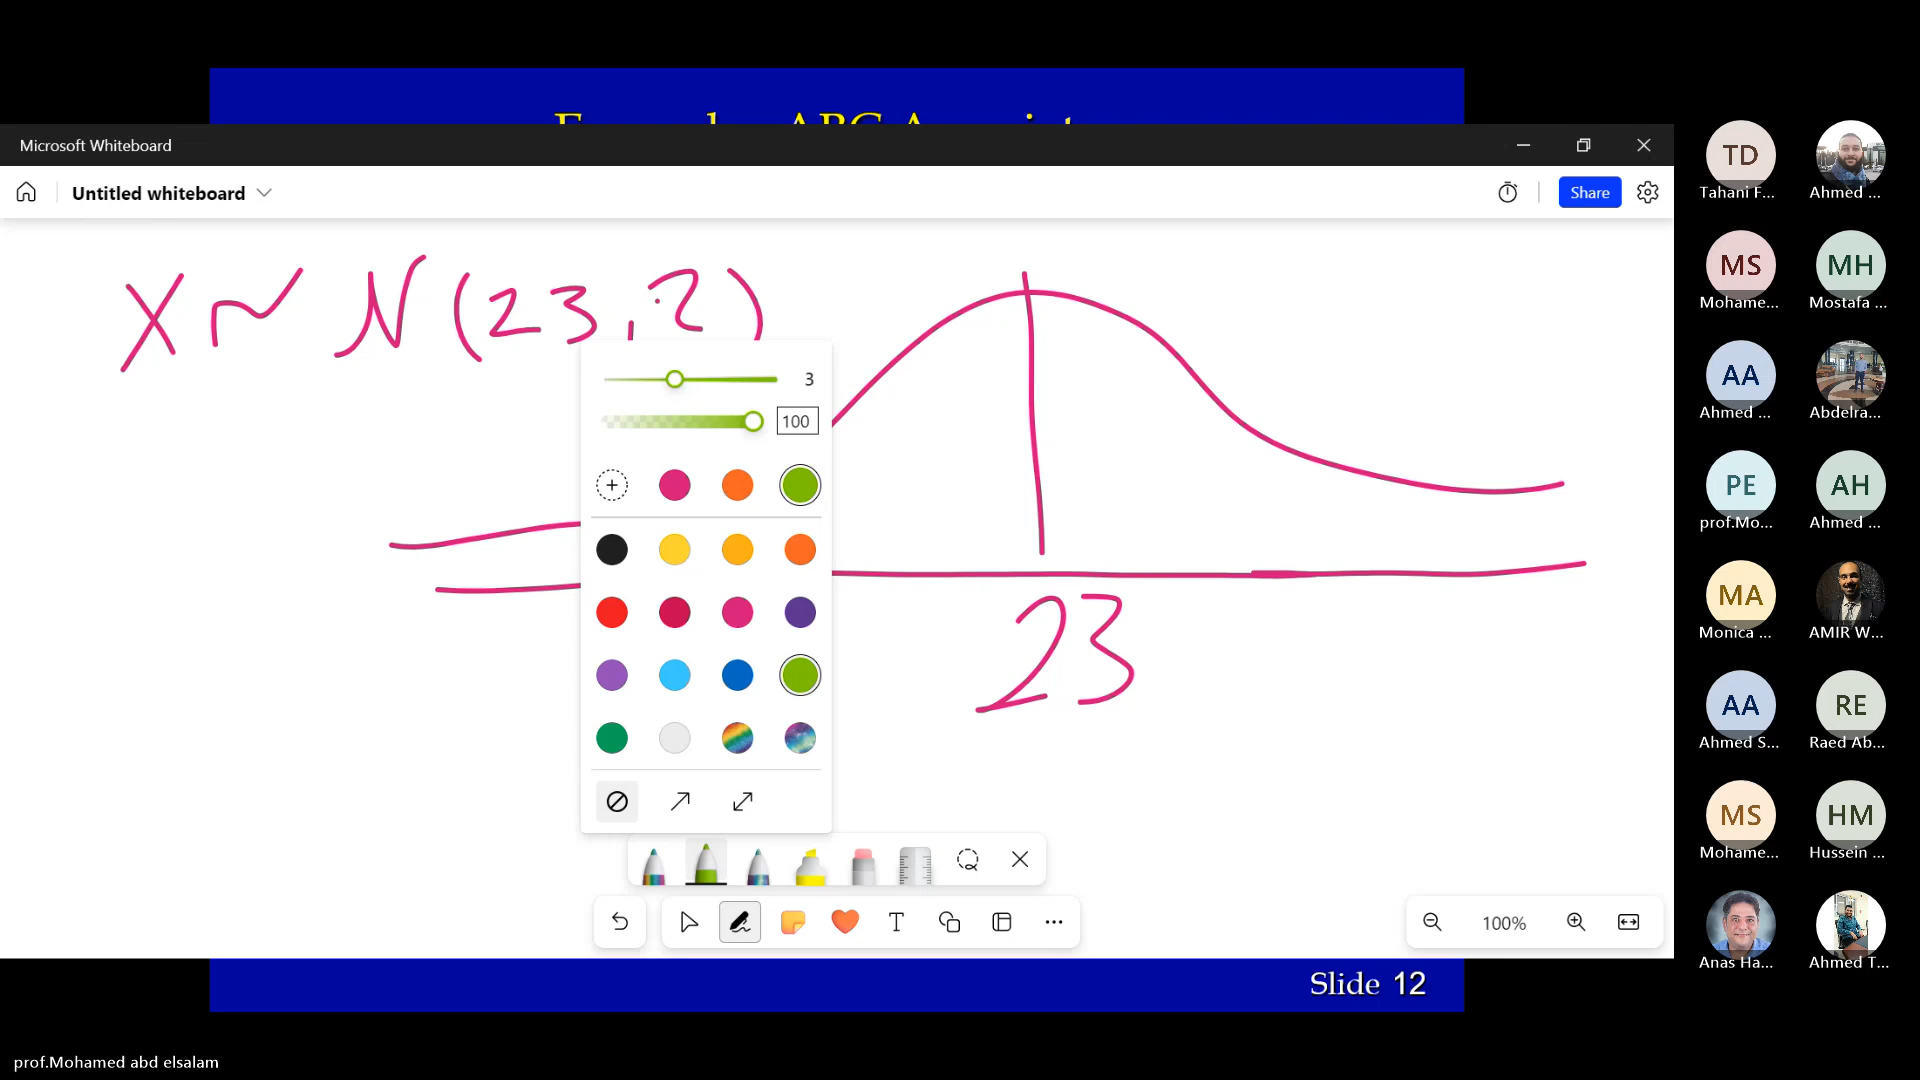 Microsoft Whiteboard
Untitled whiteboard
Share
X ~ N(23,2)
3
100
23
100%
Slide 12
TD
Tahani F...
Ahmed ...
MS
Mohame...
MH
Mostafa ...
AA
Ahmed ...
Abdelra...
PE
prof.Mo...
AH
Ahmed ...
MA
Monica ...
AMIR W...
AA
Ahmed S...
RE
Raed Ab...
MS
Mohame...
HM
Hussein ...
Anas Ha...
Ahmed T...
prof.Mohamed abd elsalam